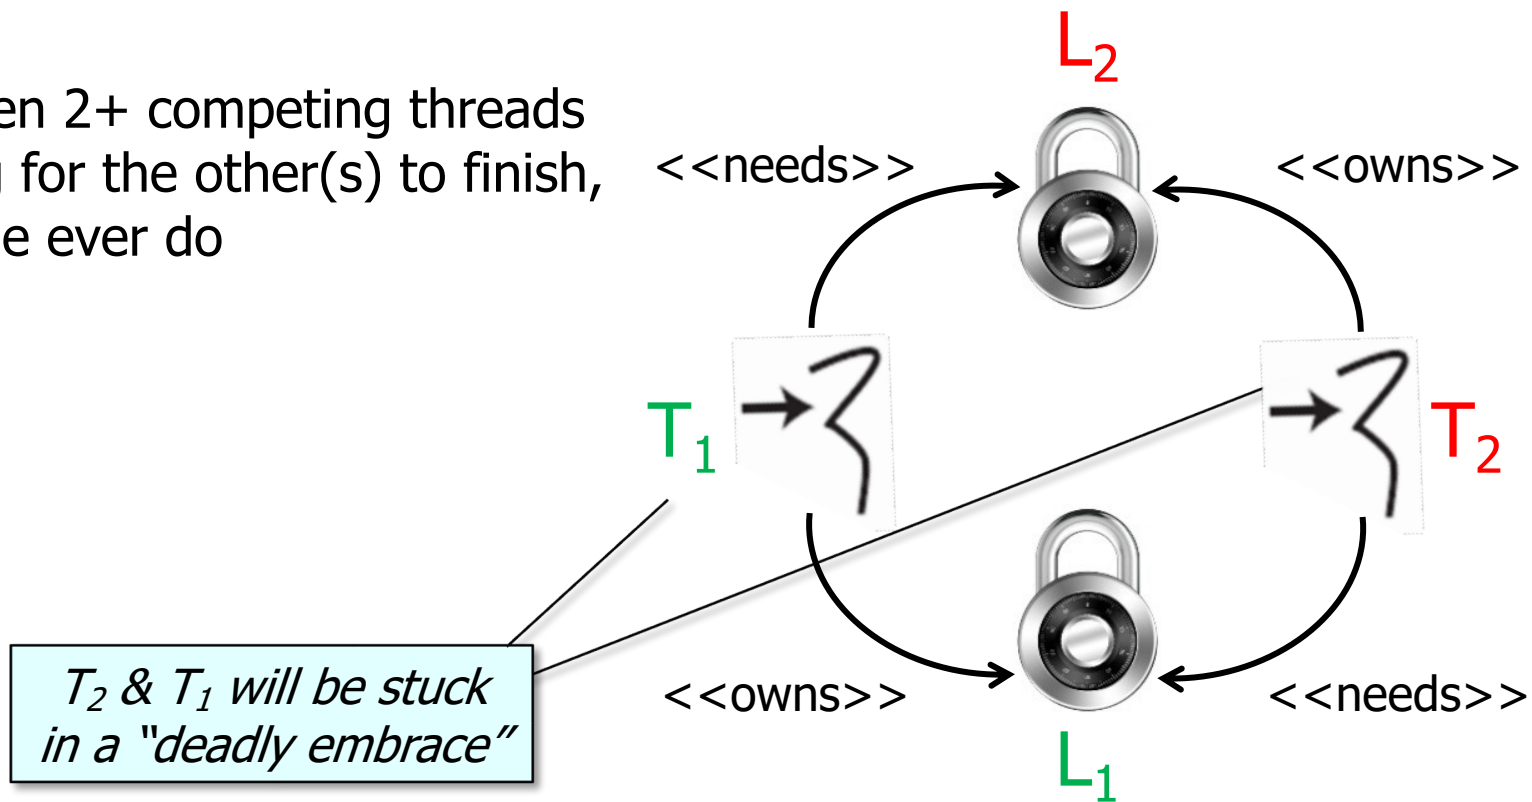 L2
en 2+ competing threads
g for the other(s) to finish,
e ever do
<<needs>>
<<owns>>
T1
T2
T2 & T1 will be stuck
in a “deadly embrace”
<<owns>>
<<needs>>
L1